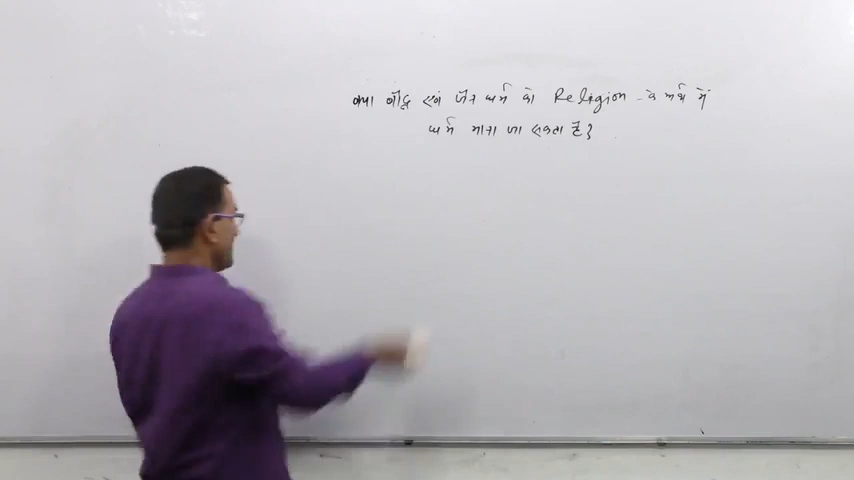 क्या बौद्ध एवं जैन धर्म को Religion के अर्थ में
धर्म माना जा सकता है?